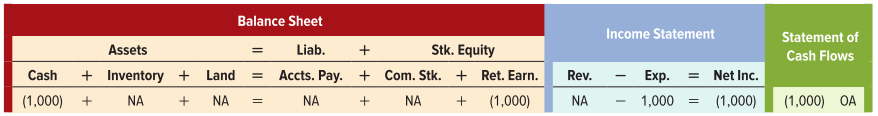 Balance Sheet
Income Statement
Statement of
Cash Flows
Assets = Liab. + Stk. Equity
Cash + Inventory + Land = Accts. Pay. + Com. Stk. + Ret. Earn. Rev. − Exp. = Net Inc.
(1,000) + NA + NA = NA + NA + (1,000) NA − 1,000 = (1,000) (1,000) OA